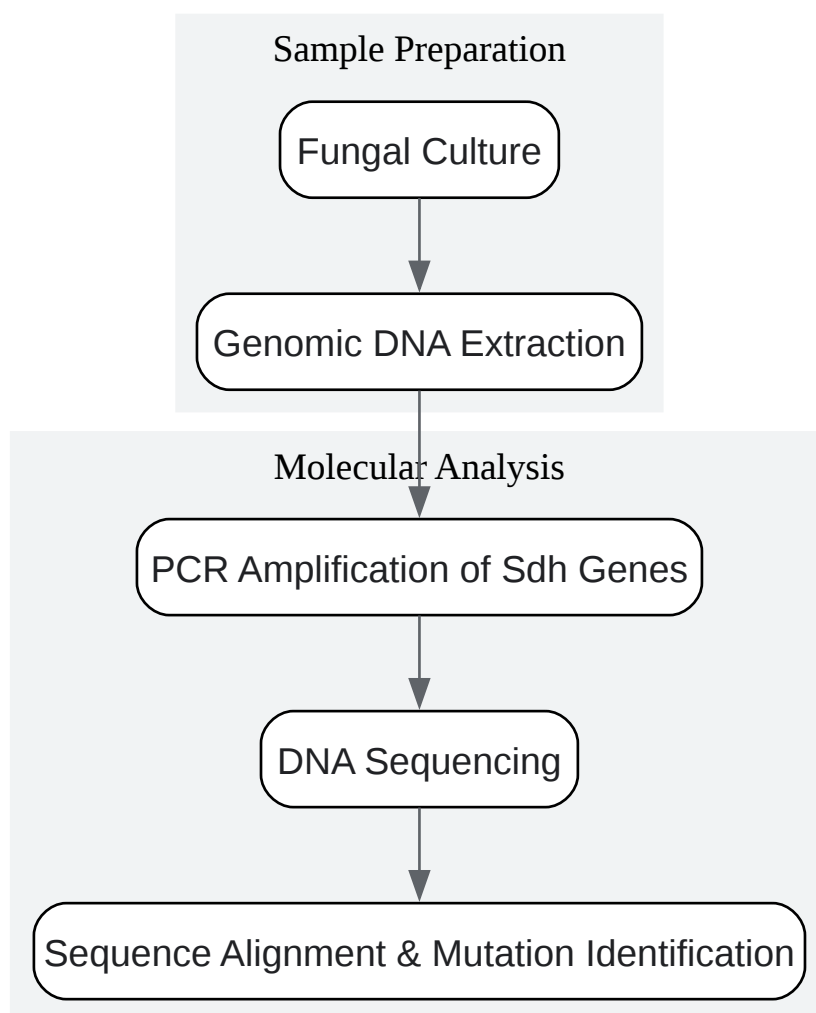 Sample Preparation
Fungal Culture
Genomic DNA Extraction
Molecular Analysis
PCR Amplification of Sdh Genes
DNA Sequencing
Sequence Alignment & Mutation Identification